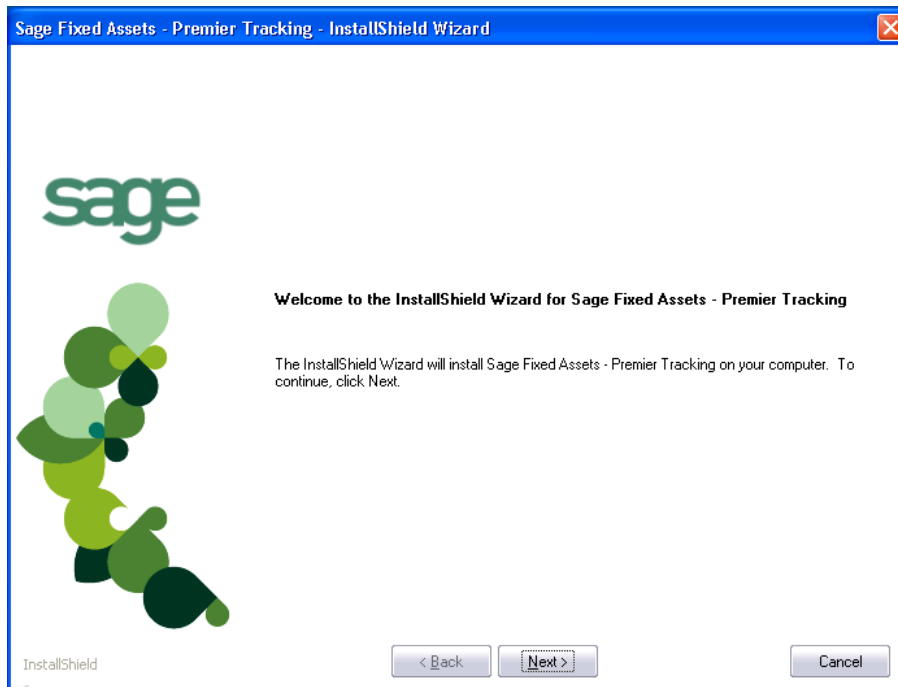 Sage Fixed Assets - Premier Tracking - InstallShield Wizard
sage
Welcome to the InstallShield Wizard for Sage Fixed Assets - Premier Tracking
The InstallShield Wizard will install Sage Fixed Assets - Premier Tracking on your computer. To
continue, click Next.
InstallShield
< Back
Next >
Cancel